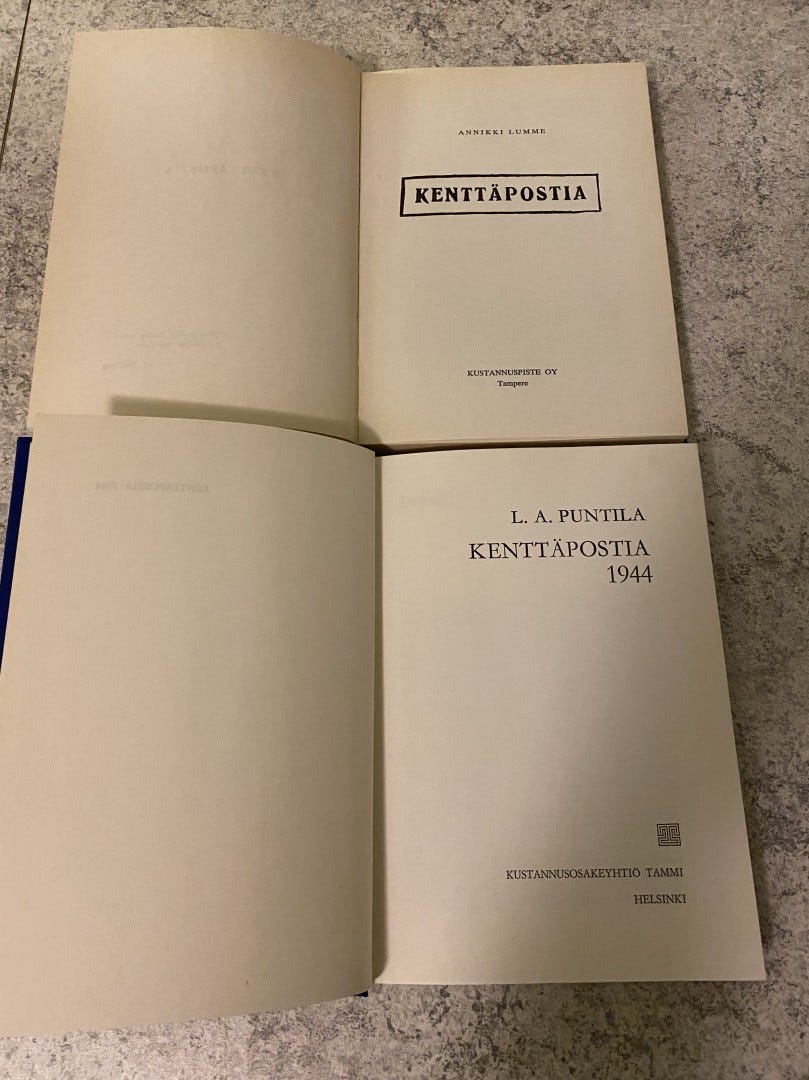 ANNIKKI LUMME
KENTTÄPOSTIA
KUSTANNUSPISTE OY
Tampere
L. A. PUNTILA
KENTTÄPOSTIA
1944
KUSTANNUSOSAKEYHTIÖ TAMMI
HELSINKI